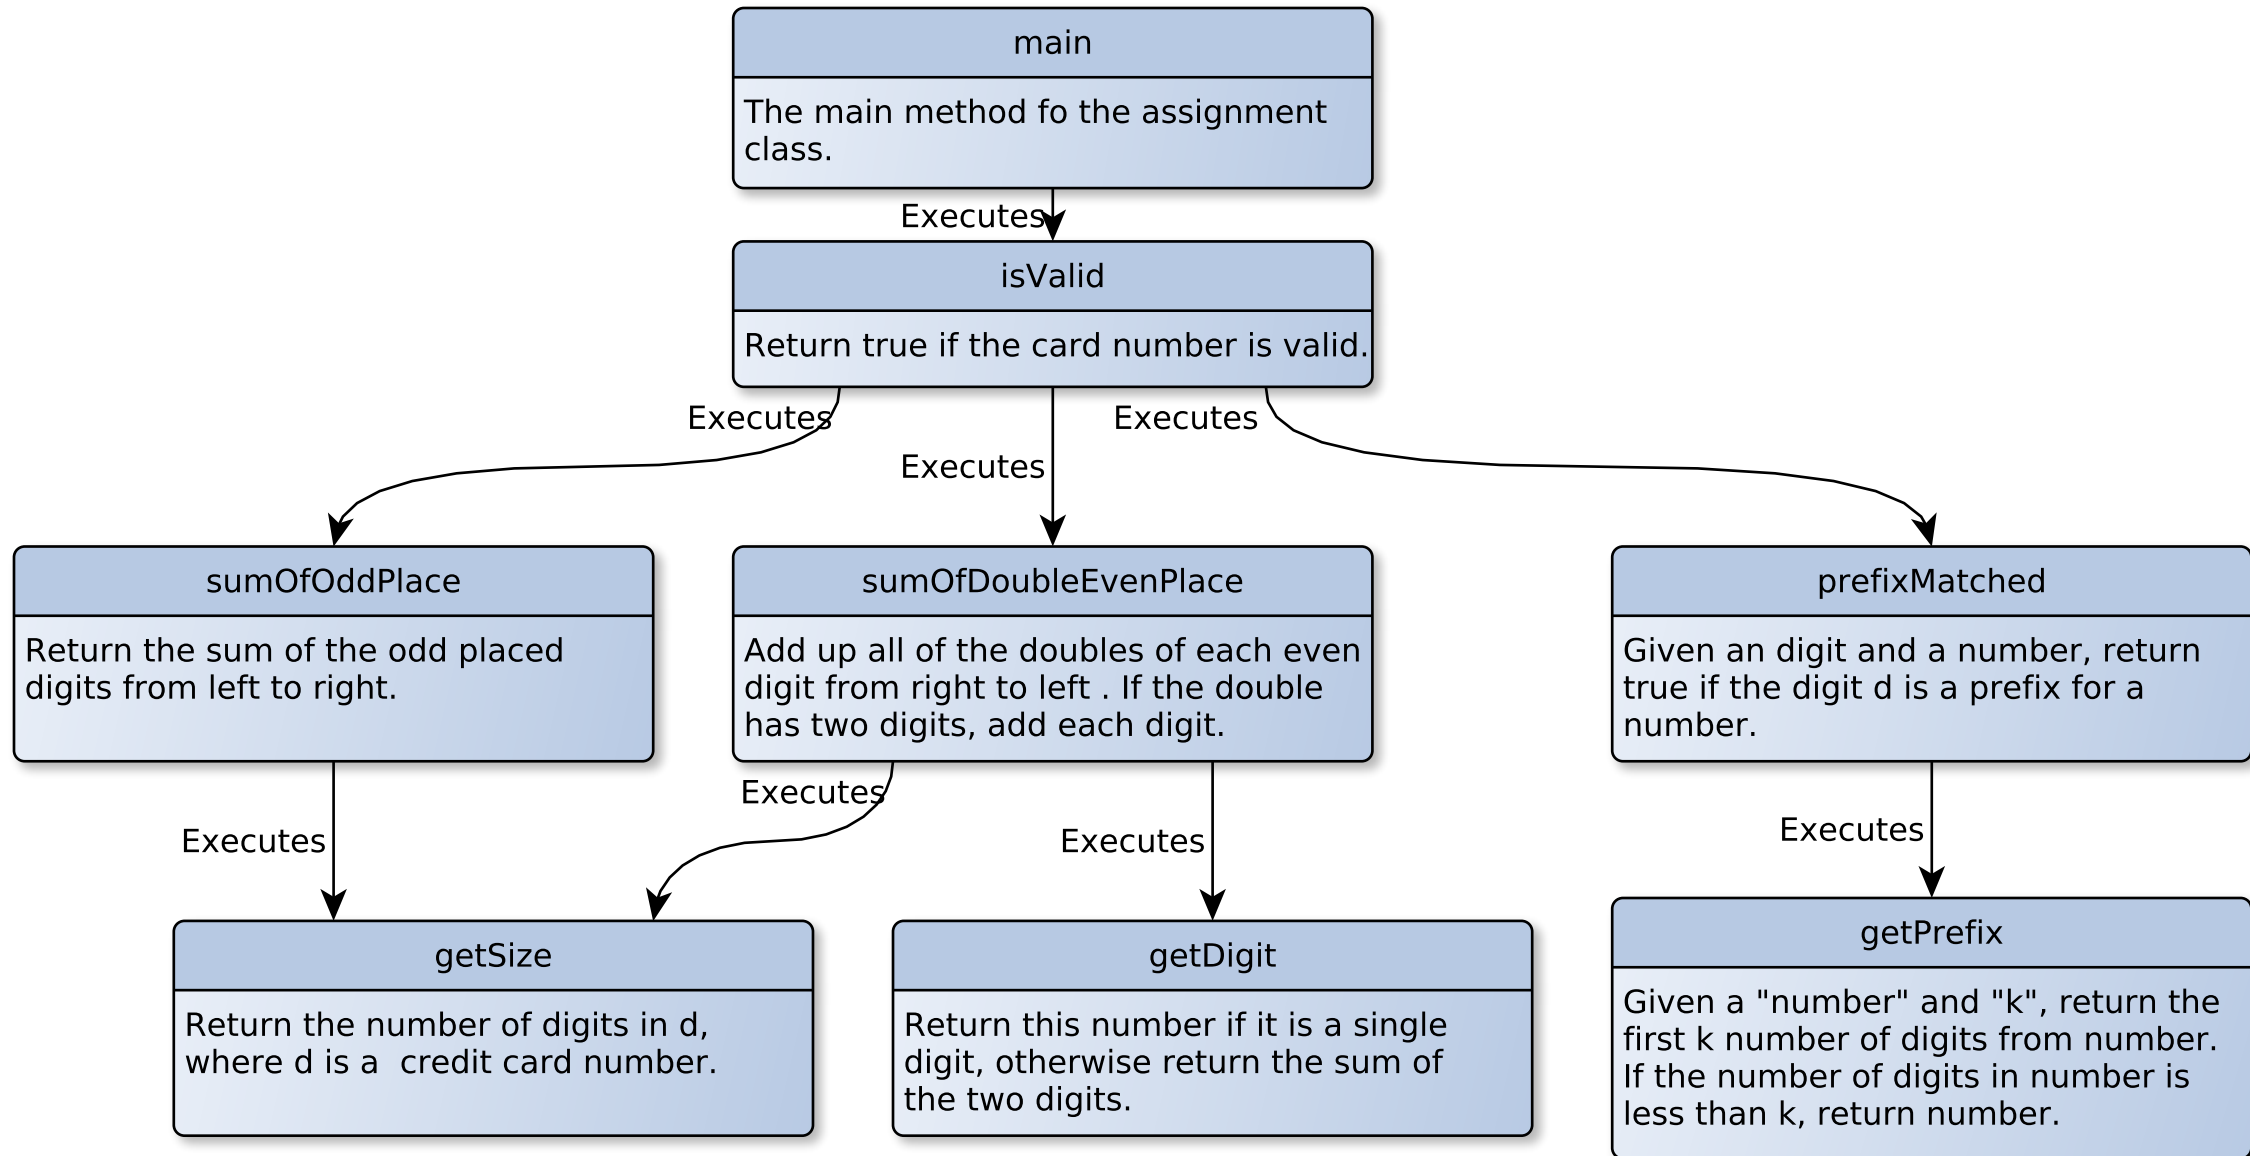 main
The main method fo the assignment
class.
Executes
isValid
Return true if the card number is valid.
Executes
Executes
Executes
sumOfOddPlace
Return the sum of the odd placed
digits from left to right.
sumOfDoubleEvenPlace
Add up all of the doubles of each even
digit from right to left . If the double
has two digits, add each digit.
prefixMatched
Given an digit and a number, return
true if the digit d is a prefix for a
number.
Executes
Executes
Executes
Executes
getSize
Return the number of digits in d,
where d is a  credit card number.
getDigit
Return this number if it is a single
digit, otherwise return the sum of
the two digits.
getPrefix
Given a "number" and "k", return the
first k number of digits from number.
If the number of digits in number is
less than k, return number.